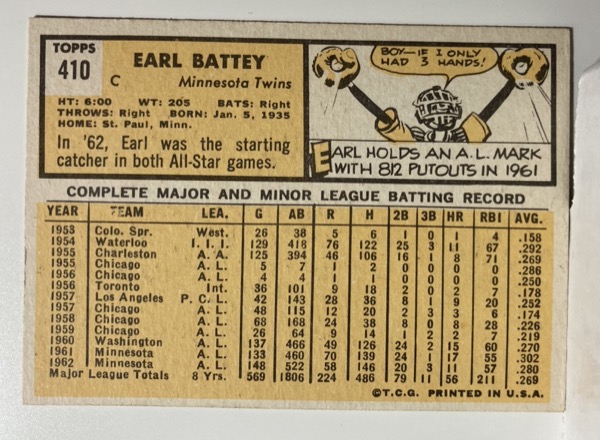 TOPPS
410
EARL BATTEY
C Minnesota Twins
HT: 6:00 WT: 205 BATS: Right
THROWS: Right BORN: Jan. 5, 1935
HOME: St. Paul, Minn.
In '62, Earl was the starting
catcher in both All-Star games.
BOY-IF I ONLY
HAD 3 HANDS!
EARL HOLDS AN A.L. MARK
WITH 812 PUTOUTS IN 1961
COMPLETE MAJOR AND MINOR LEAGUE BATTING RECORD
YEAR TEAM LEA. G AB R H 2B 3B HR RBI AVG.
1953 Colo. Spr. West. 26 38 5 6 1 0 1 4 .158
1954 Waterloo I. I. I. 129 418 76 122 25 3 11 67 .292
1955 Charleston A. A. 125 394 46 106 16 1 8 71 .269
1955 Chicago A. L. 5 7 1 2 0 0 0 0 .286
1956 Chicago A. L. 4 4 1 1 0 0 0 0 .250
1956 Toronto Int. 36 101 9 18 2 0 2 7 .178
1957 Los Angeles P. C. L. 42 143 28 36 8 1 9 20 .252
1957 Chicago A. L. 48 115 12 20 2 3 3 6 .174
1958 Chicago A. L. 68 168 24 38 8 0 8 28 .226
1959 Chicago A. L. 26 64 9 14 1 2 2 7 .219
1960 Washington A. L. 137 466 49 126 24 2 15 60 .270
1961 Minnesota A. L. 133 460 70 139 24 1 17 55 .302
1962 Minnesota A. L. 148 522 58 146 20 3 11 57 .280
Major League Totals 8 Yrs. 569 1806 224 486 79 11 56 211 .269
©T.C.G. PRINTED IN U.S.A.